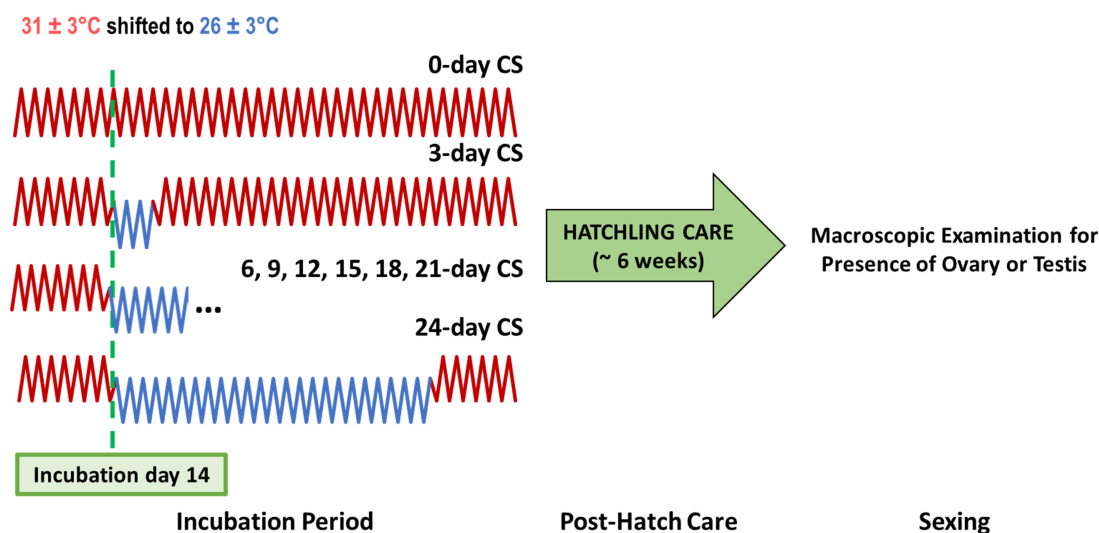 31 ± 3°C shifted to 26 ± 3°C
0-day CS
3-day CS
6, 9, 12, 15, 18, 21-day CS
...
24-day CS
Incubation day 14
Incubation Period
HATCHLING CARE
(~ 6 weeks)
Post-Hatch Care
Macroscopic Examination for
Presence of Ovary or Testis
Sexing